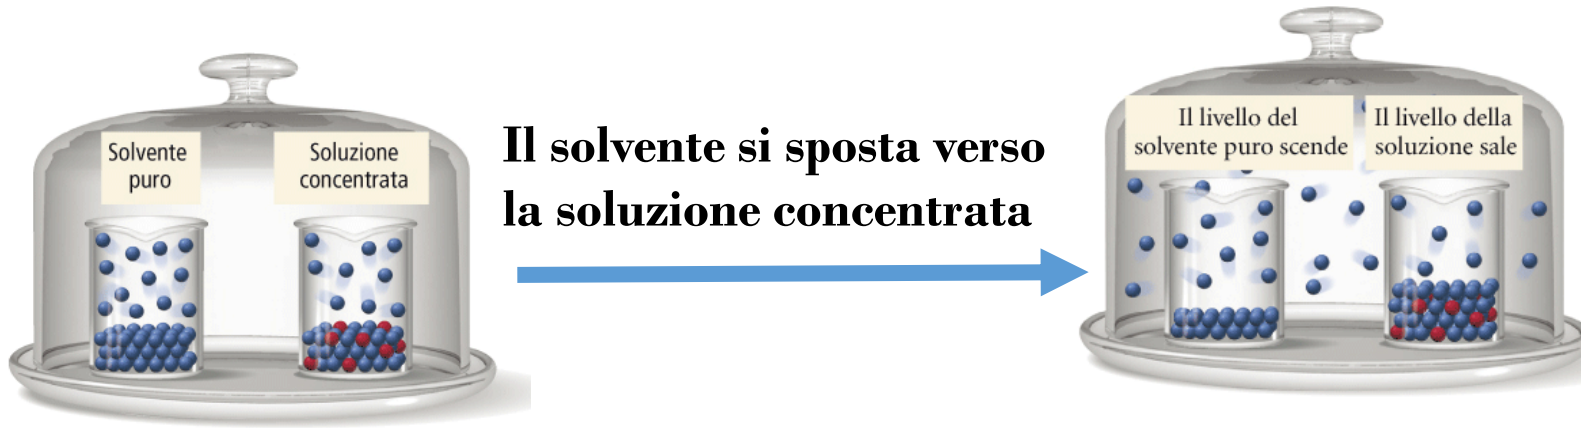 Solvente
puro
Soluzione
concentrata
Il solvente si sposta verso
la soluzione concentrata
Il livello del
solvente puro scende
Il livello della
soluzione sale